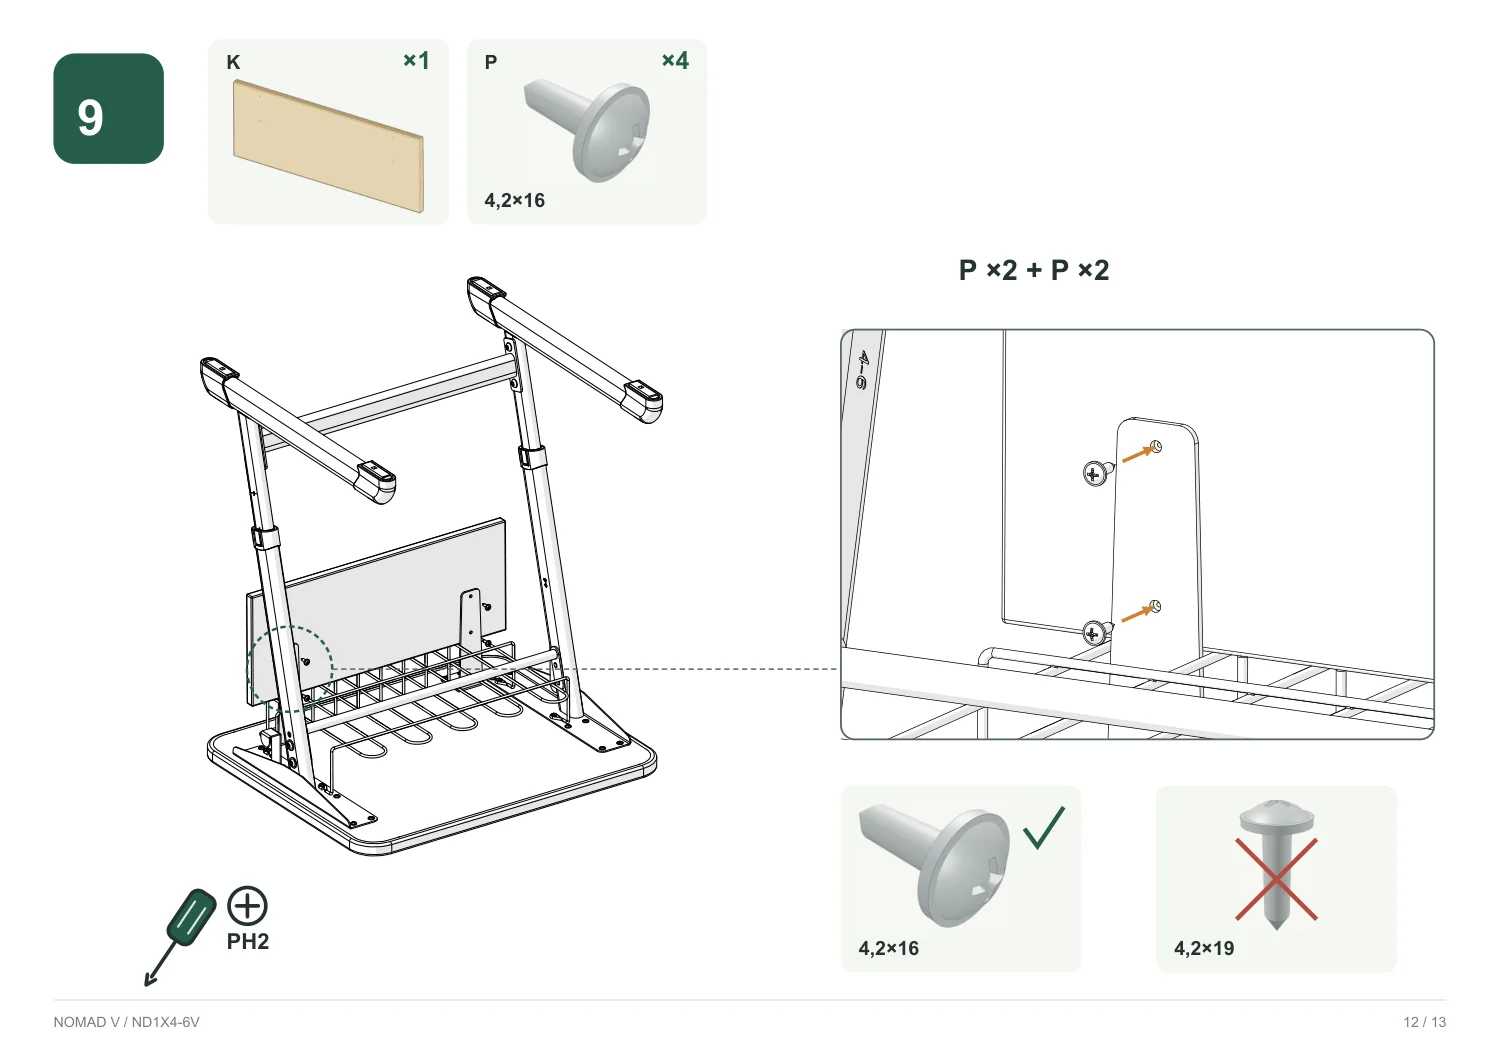 9
K ×1
P ×4
4,2×16
P ×2 + P ×2
4-6
4,2×16
4,2×19
PH2
NOMAD V / ND1X4-6V
12 / 13